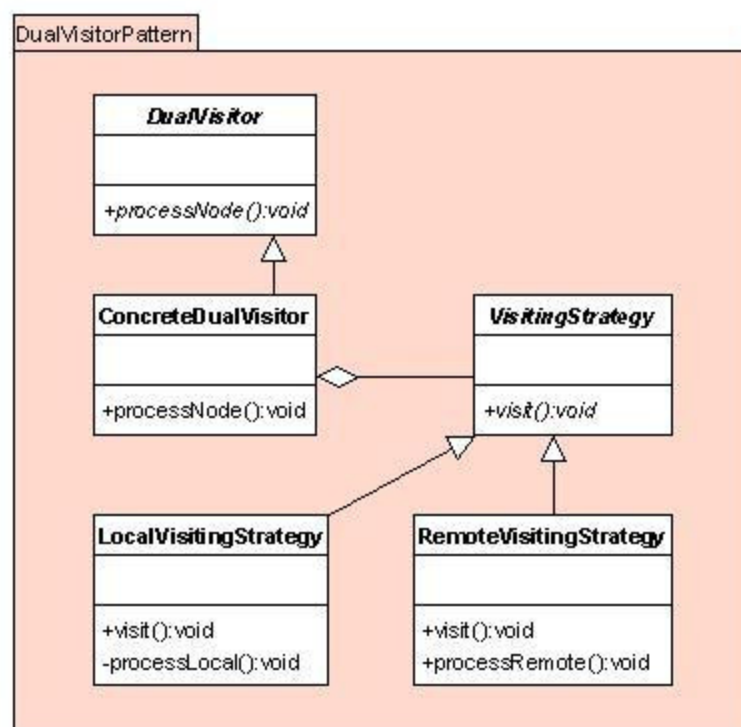 DualVisitorPattern
DualVisitor
+processNode():void
ConcreteDualVisitor
+processNode():void
VisitingStrategy
+visit():void
LocalVisitingStrategy
+visit():void
-processLocal():void
RemoteVisitingStrategy
+visit():void
+processRemote():void